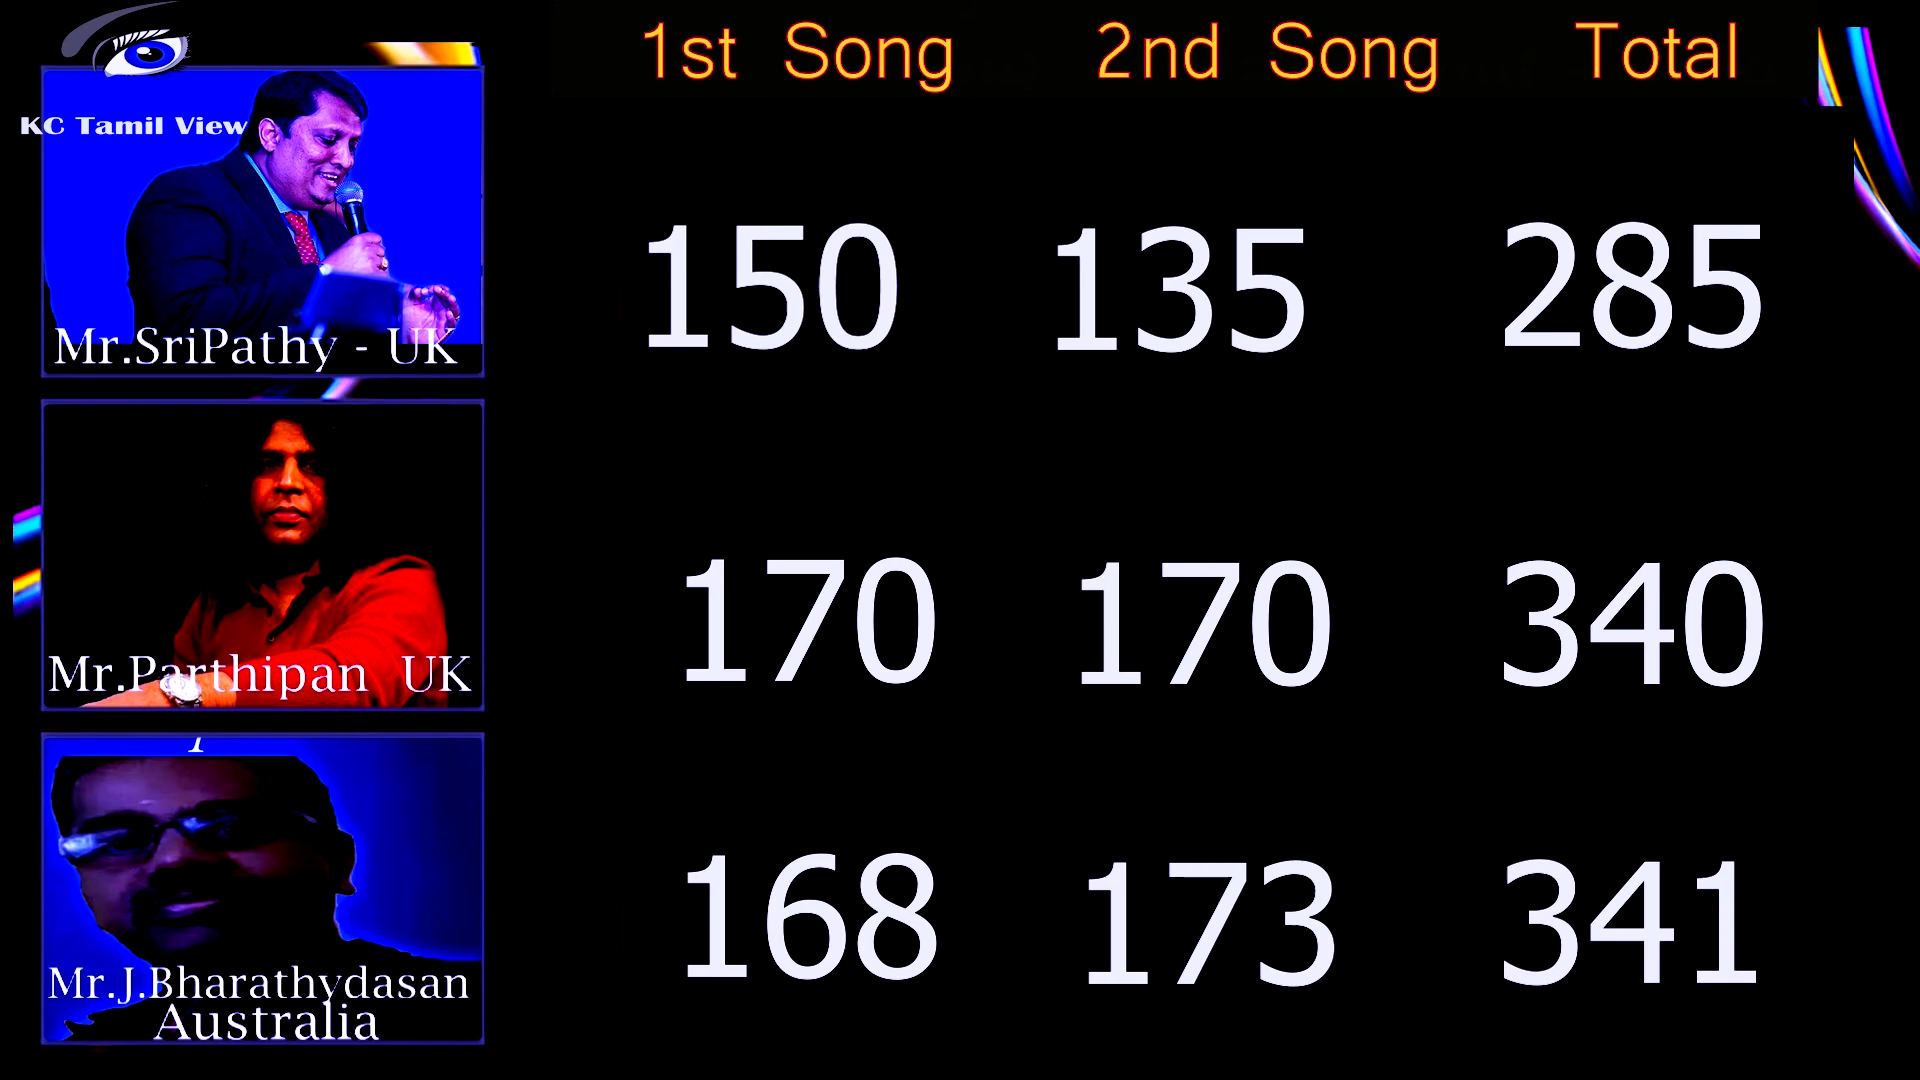 1st Song 2nd Song Total
KC Tamil View
150 135 285
Mr.SriPathy - UK
170 170 340
Mr.Parthipan UK
168 173 341
Mr.J.Bharathydasan
Australia